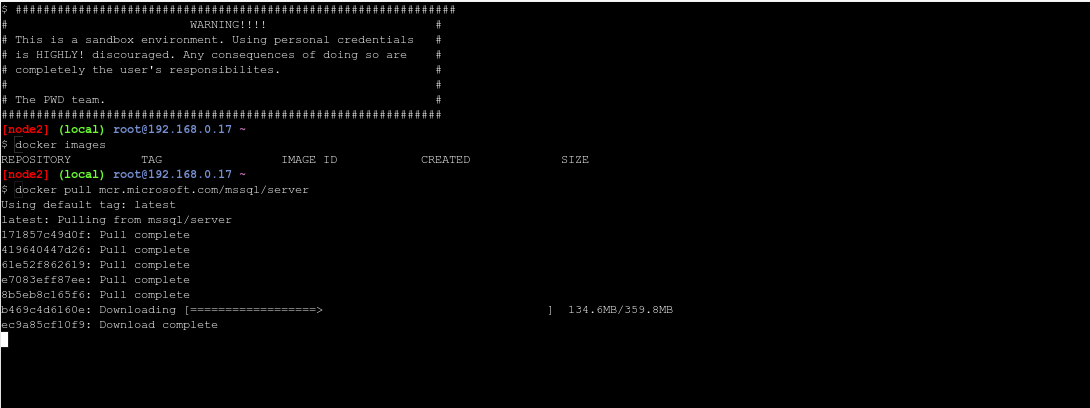 $ ###############################################################
#                          WARNING!!!!                        #
# This is a sandbox environment. Using personal credentials   #
# is HIGHLY! discouraged. Any consequences of doing so are    #
# completely the user's responsibilites.                      #
#                                                             #
# The PWD team.                                               #
###############################################################
[node2] (local) root@192.168.0.17 ~
$ docker images
REPOSITORY          TAG                 IMAGE ID            CREATED             SIZE
[node2] (local) root@192.168.0.17 ~
$ docker pull mcr.microsoft.com/mssql/server
Using default tag: latest
latest: Pulling from mssql/server
171857c49d0f: Pull complete
419640447d26: Pull complete
61e52f862619: Pull complete
e7083eff87ee: Pull complete
8b5eb8c165f6: Pull complete
b469c4d6160e: Downloading [==================>                                ]  134.6MB/359.8MB
ec9a85cf10f9: Download complete